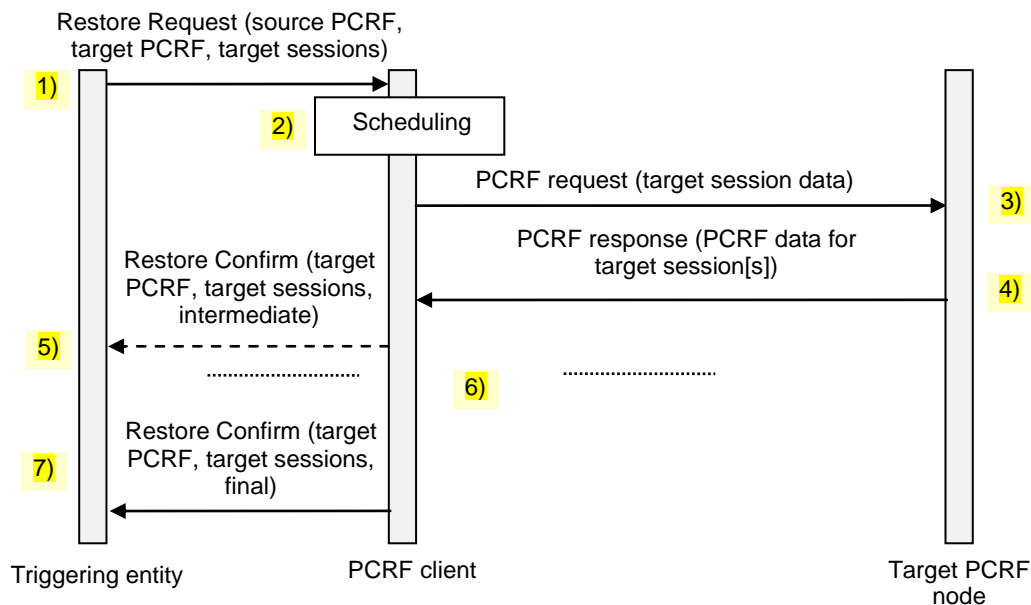 Restore Request (source PCRF,
target PCRF, target sessions)
1)
2)
Scheduling
PCRF request (target session data)
3)
PCRF response (PCRF data for
target session[s])
4)
Restore Confirm (target
PCRF, target sessions,
intermediate)
5)
6)
Restore Confirm (target
PCRF, target sessions,
final)
7)
Triggering entity
PCRF client
Target PCRF
node